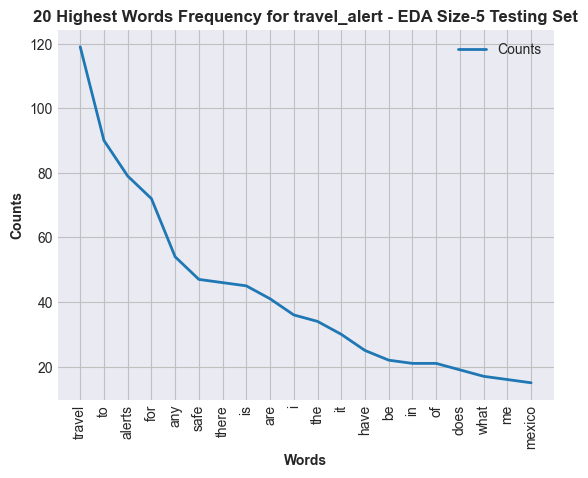 20 Highest Words Frequency for travel_alert - EDA Size-5 Testing Set
Counts
120
100
80
60
40
20
Counts
travel
to
alerts
for
any
safe
there
is
are
i
the
it
have
be
in
of
does
what
me
mexico
Words